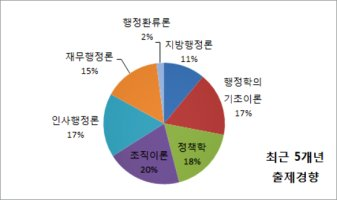 행정환류론
2%
지방행정론
11%
행정학의
기초이론
17%
정책학
18%
조직이론
20%
인사행정론
17%
재무행정론
15%
최근 5개년
출제경향